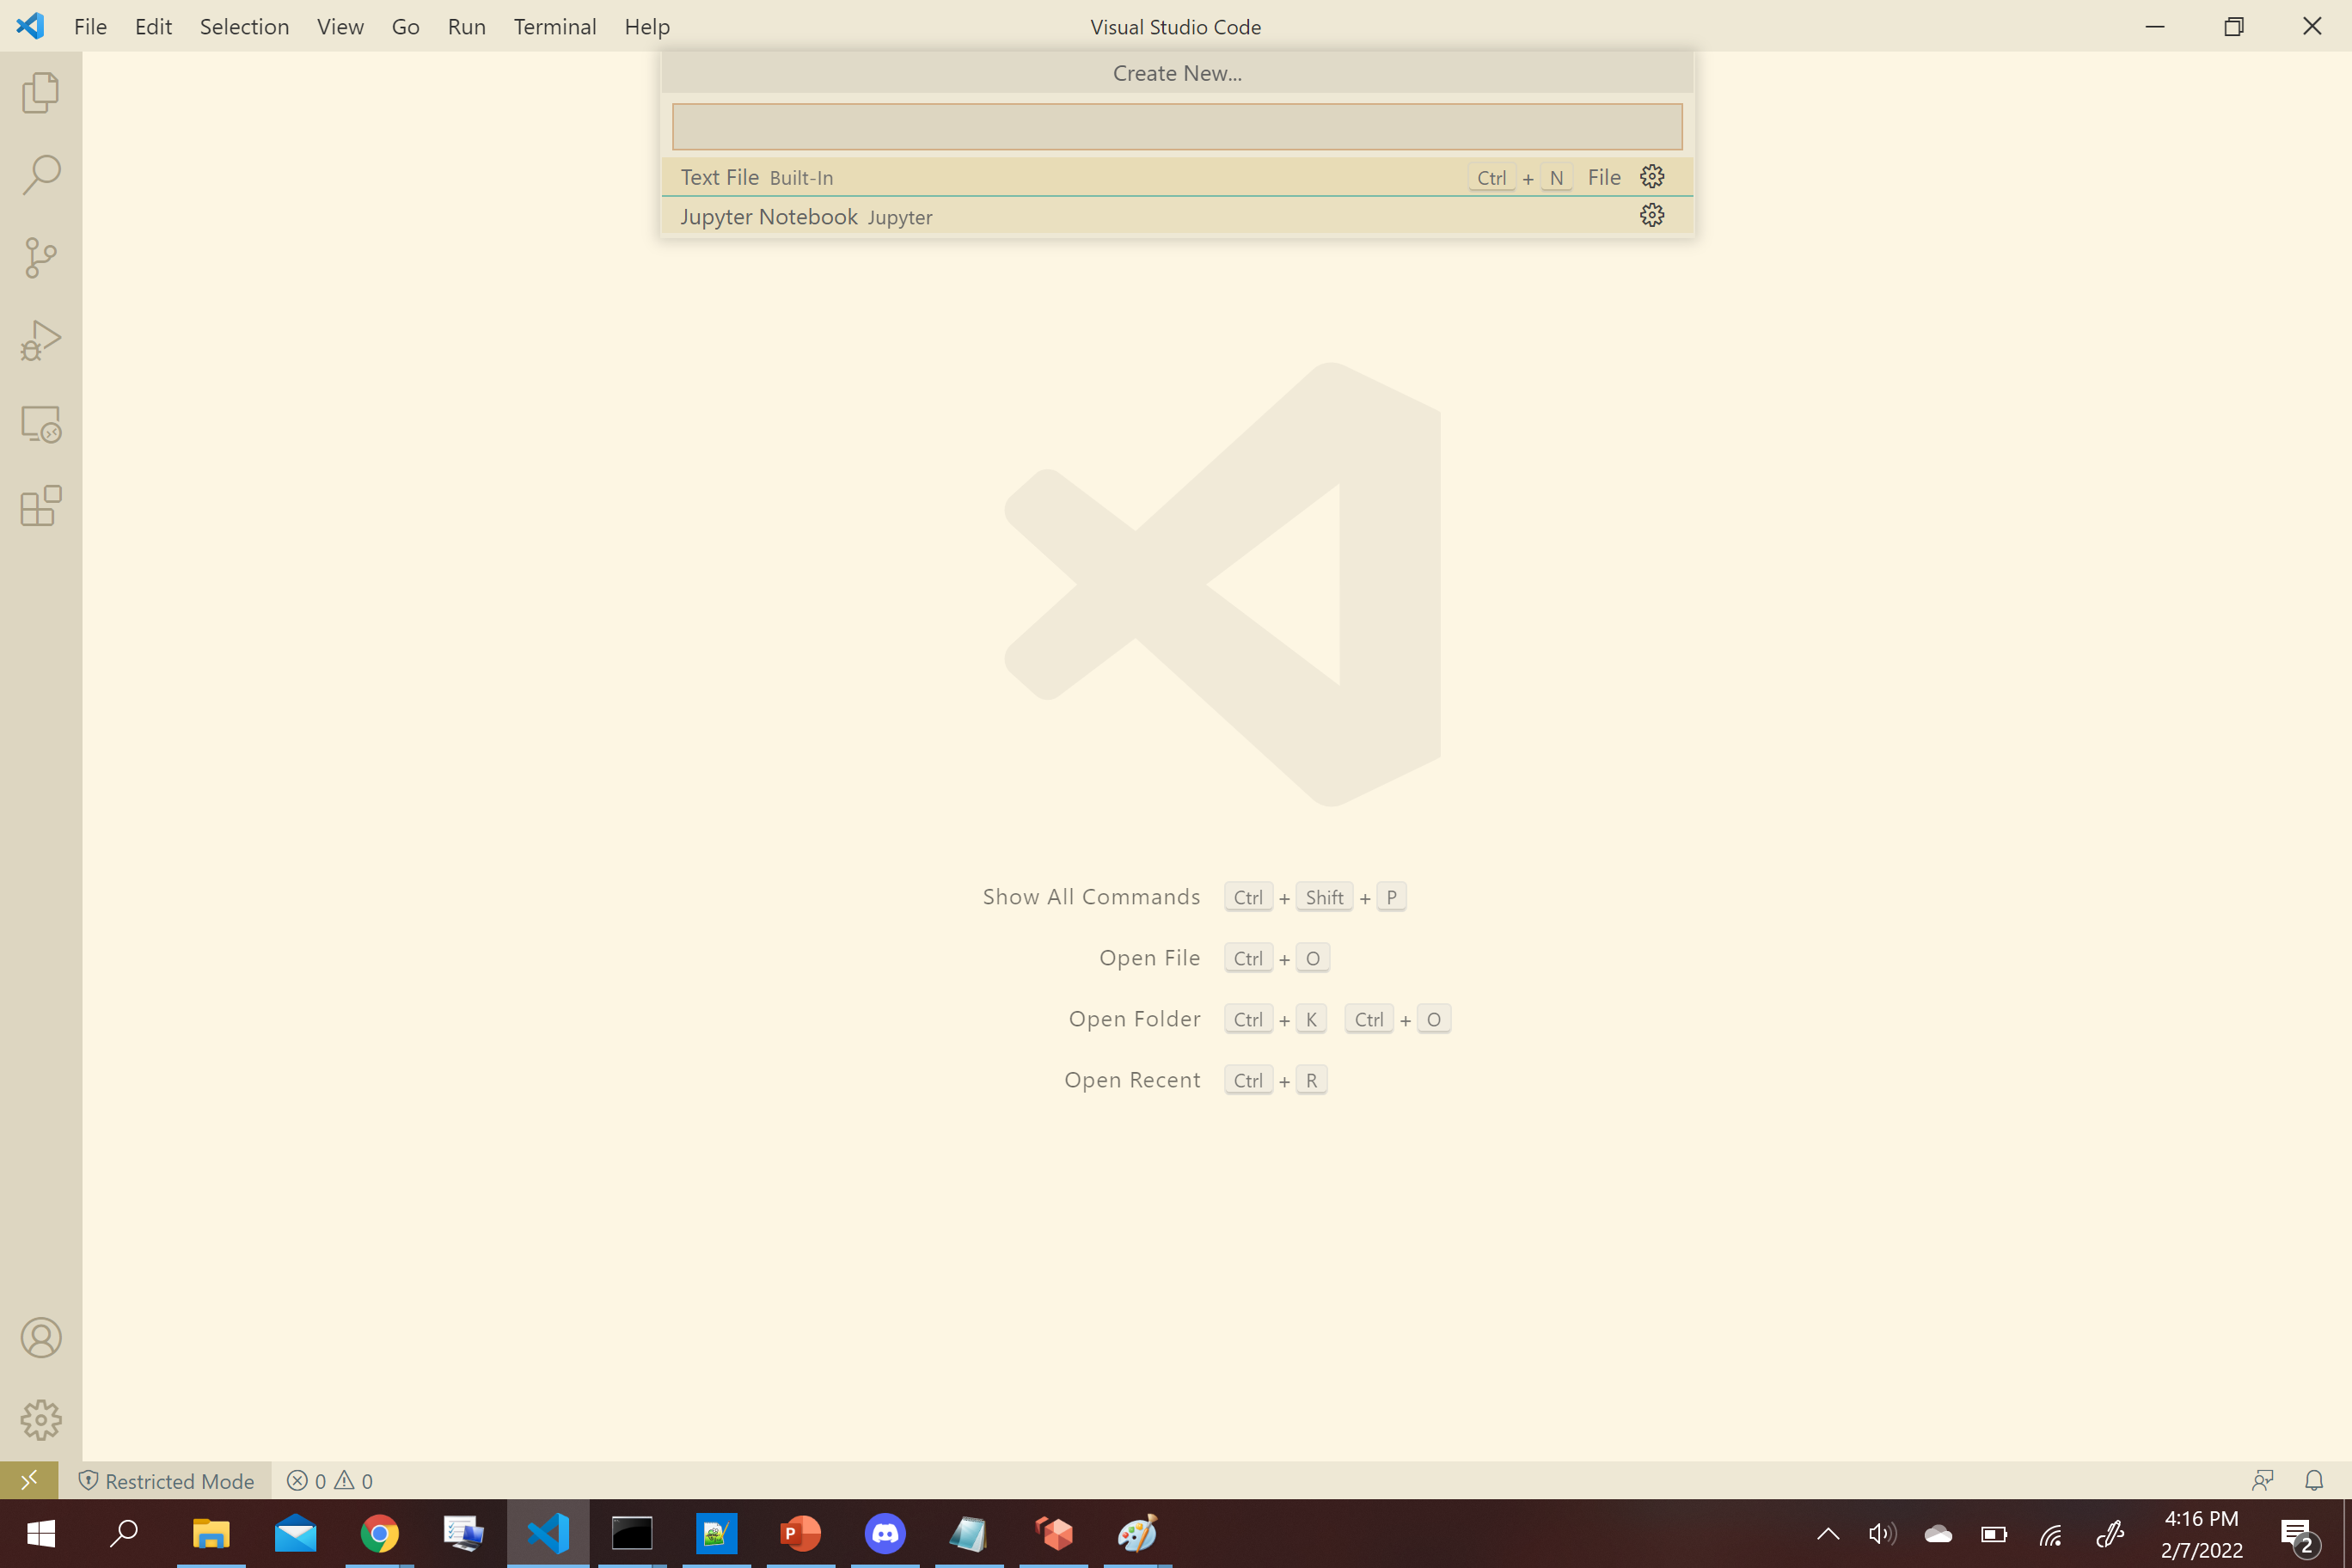 File Edit Selection View Go Run Terminal Help
Visual Studio Code
Create New...
Text File Built-In Ctrl + N File
Jupyter Notebook Jupyter
Show All Commands Ctrl + Shift + P
Open File Ctrl + O
Open Folder Ctrl + K Ctrl + O
Open Recent Ctrl + R
Restricted Mode 0 0
P
4:16 PM
2/7/2022
2